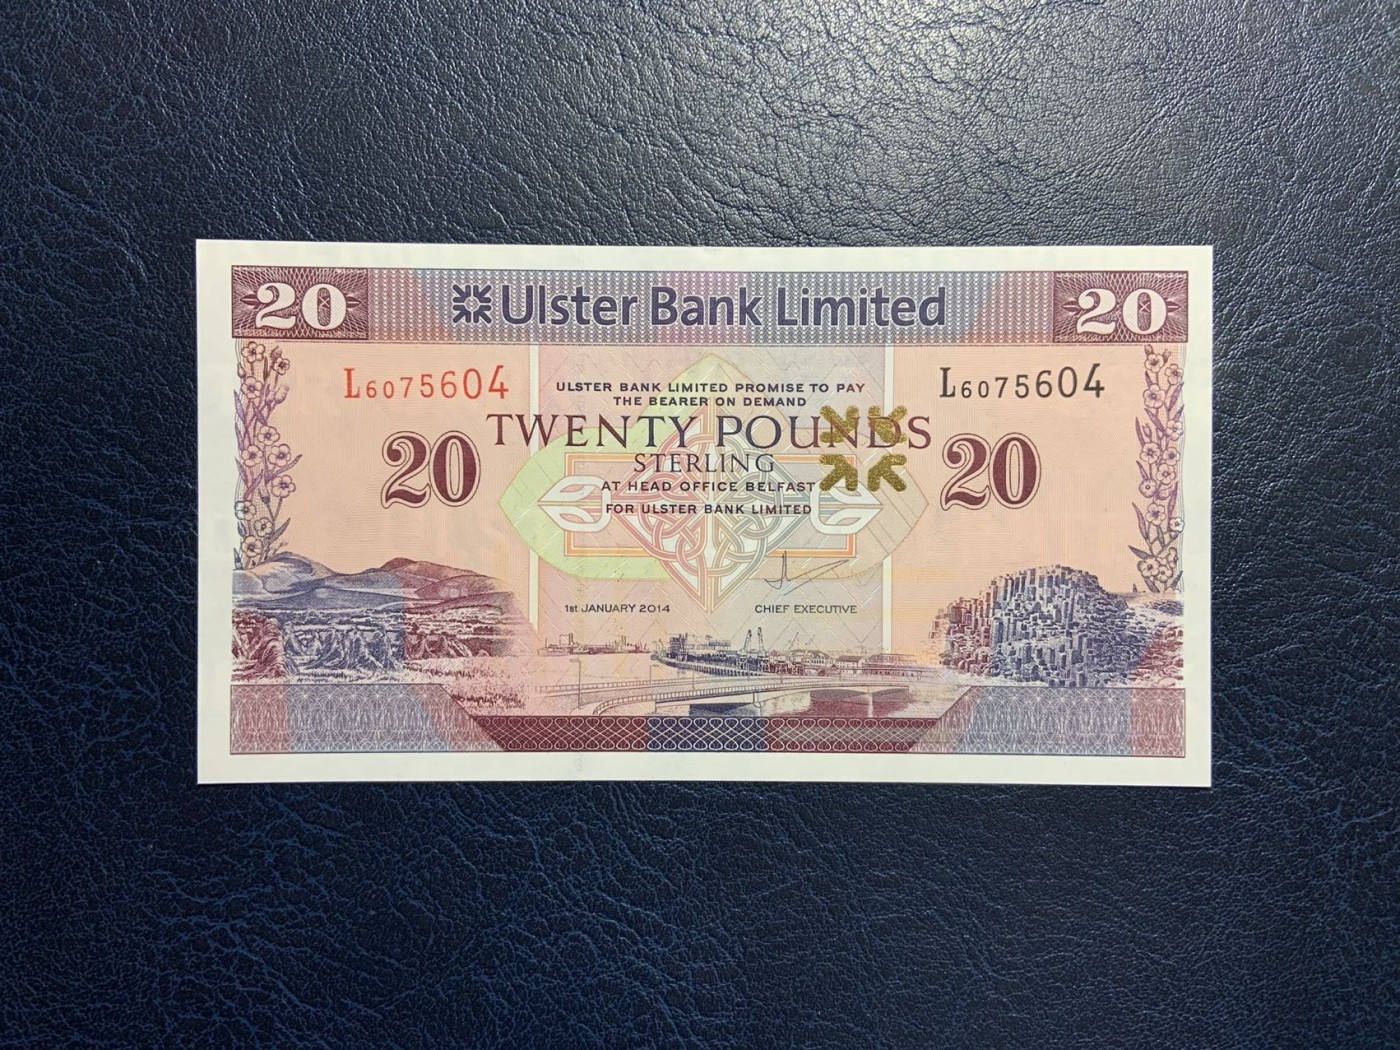 20 Ulster Bank Limited 20
L6075604 L6075604
ULSTER BANK LIMITED PROMISE TO PAY
THE BEARER ON DEMAND
TWENTY POUNDS
20 STERLING 20
AT HEAD OFFICE BELFAST
FOR ULSTER BANK LIMITED
1st JANUARY 2014 CHIEF EXECUTIVE